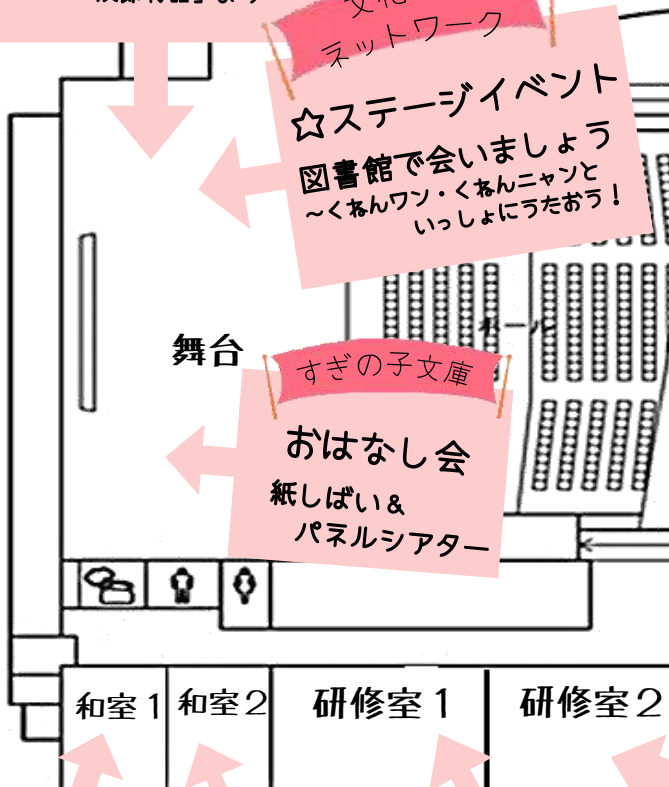 ネットワーク
☆ステージイベント
図書館で会いましょう
～くねんワン・くねんニャンと
いっしょにうたおう！
ホール
舞台
すぎの子文庫
おはなし会
紙しばい＆
パネルシアター
和室１
和室２
研修室１
研修室２